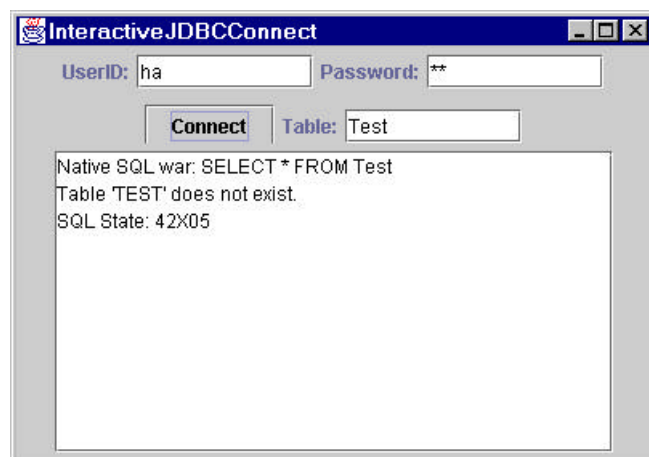 InteractiveJDBCConnect
UserID: ha Password: **
Connect Table: Test
Native SQL war: SELECT * FROM Test
Table 'TEST' does not exist.
SQL State: 42X05